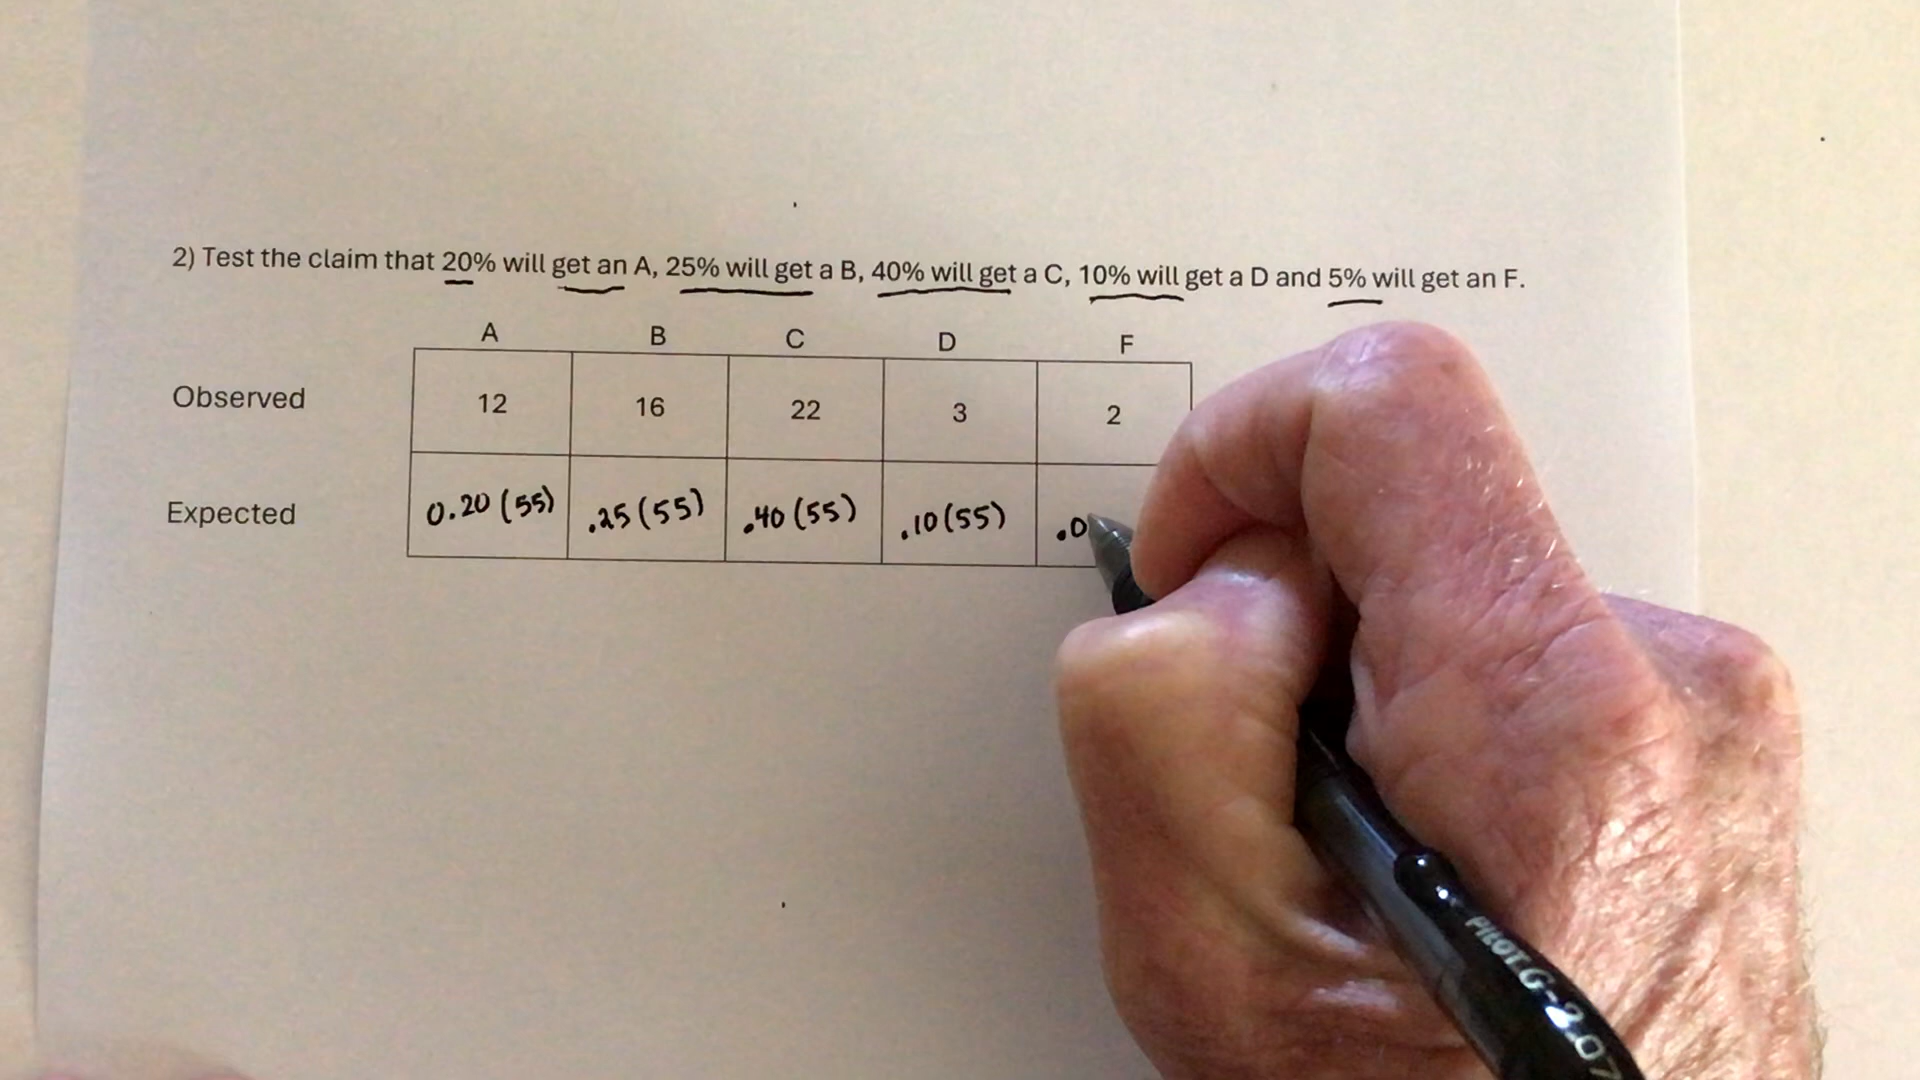 2) Test the claim that 20% will get an A, 25% will get a B, 40% will get a C, 10% will get a D and 5% will get an F.
A B C D F
Observed 12 16 22 3 2
Expected 0.20 (55) .25 (55) .40 (55) .10 (55) .0
PILOT G-2 07